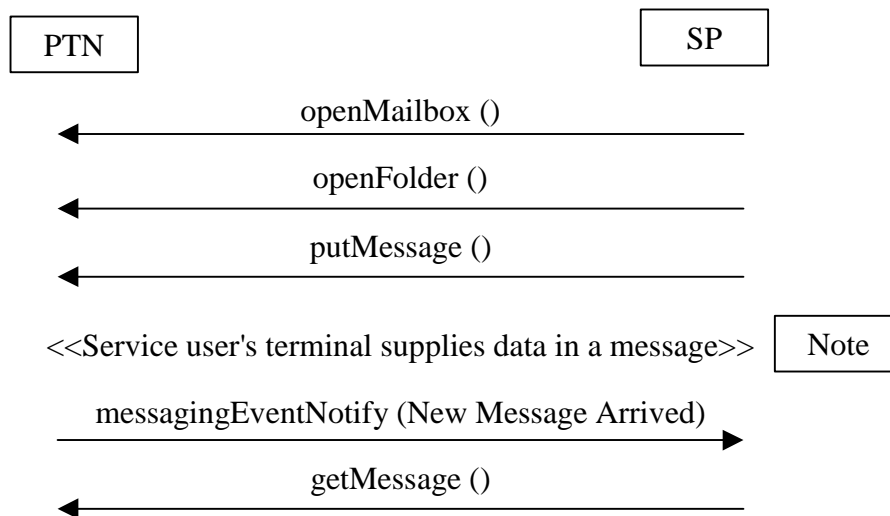 PTN
SP
openMailbox ()
openFolder ()
putMessage ()
<<Service user's terminal supplies data in a message>>
Note
messagingEventNotify (New Message Arrived)
getMessage ()